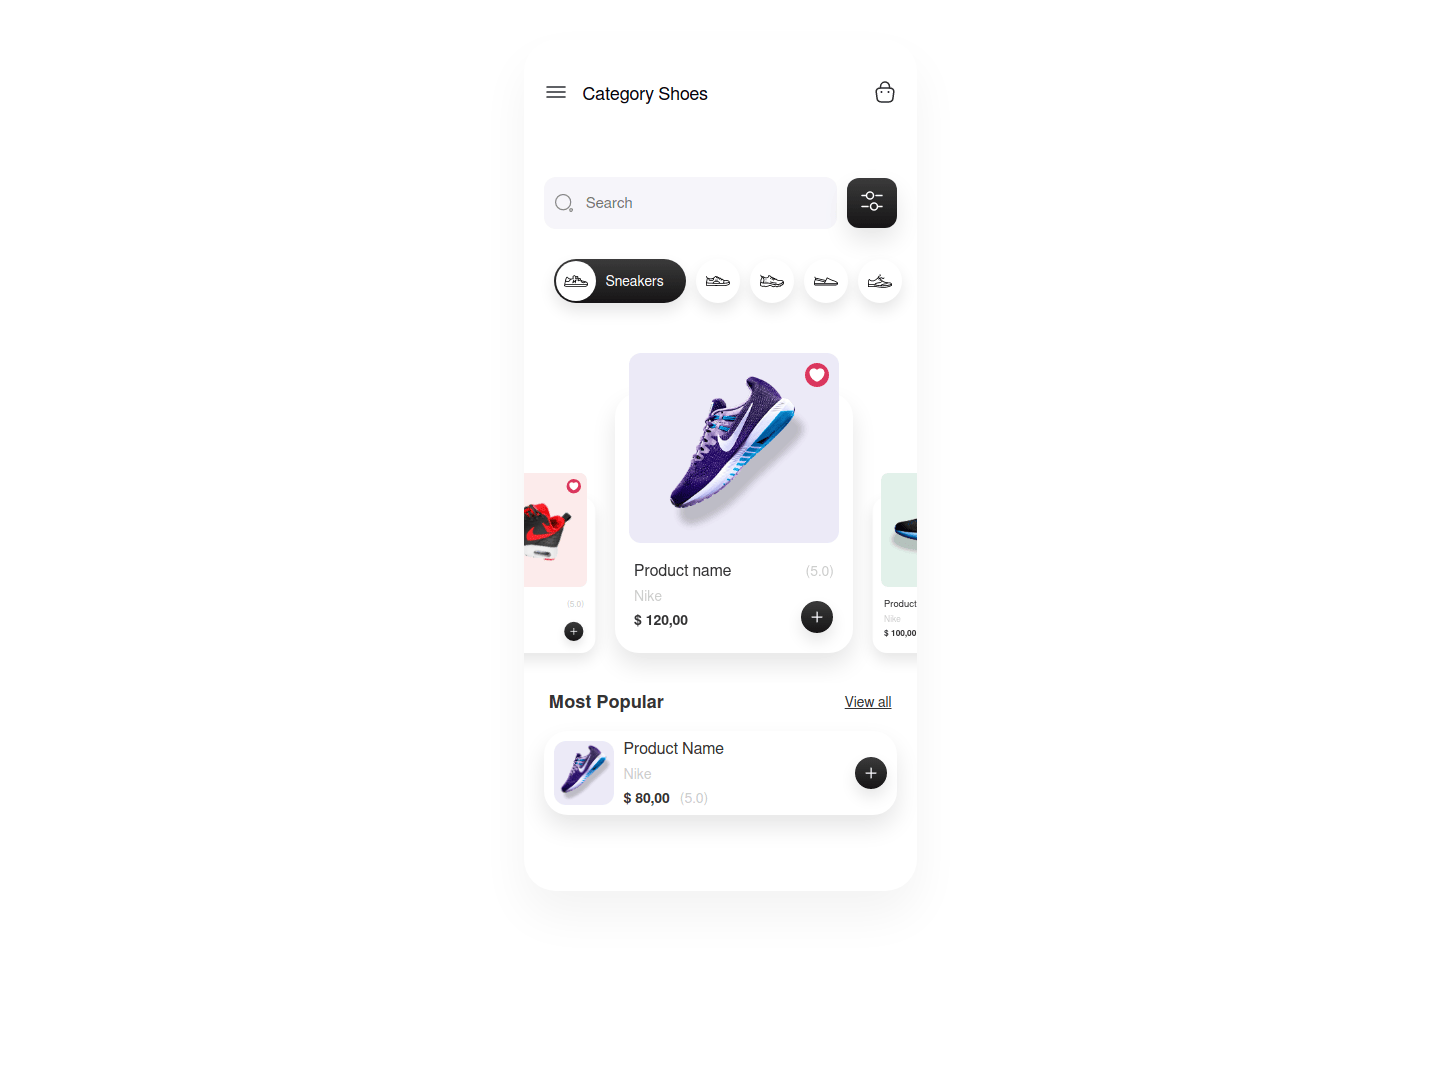 Category Shoes
Search
Sneakers
Product name (5.0)
Nike
$ 120,00
(5.0)
Product
Nike
$ 100,00
Most Popular View all
Product Name
Nike
$ 80,00 (5.0)